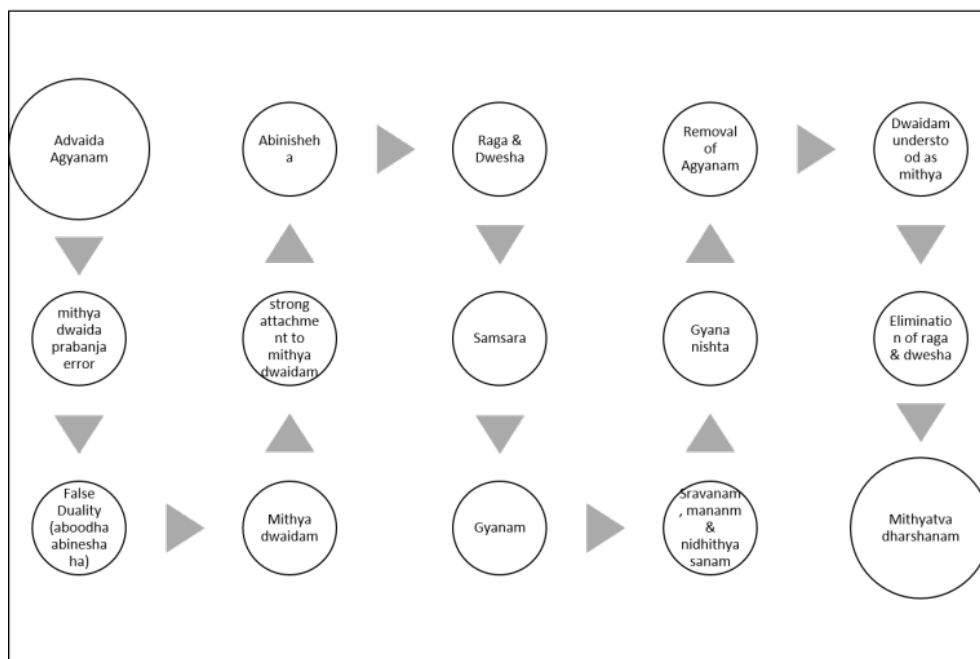 Advaida
Agyanam
mithya
dwaida
prabanja
error
False
Duality
(aboodha
abinesha
ha)
Mithya
dwaidam
strong
attachme
nt to
mithya
dwaidam
Abinisheh
a
Raga &
Dwesha
Samsara
Gyanam
Sravanam
, mananm
&
nidhithya
sanam
Gyana
nishta
Removal
of
Agyanam
Dwaidam
understo
od as
mithya
Eliminatio
n of raga
& dwesha
Mithyatva
dharshanam